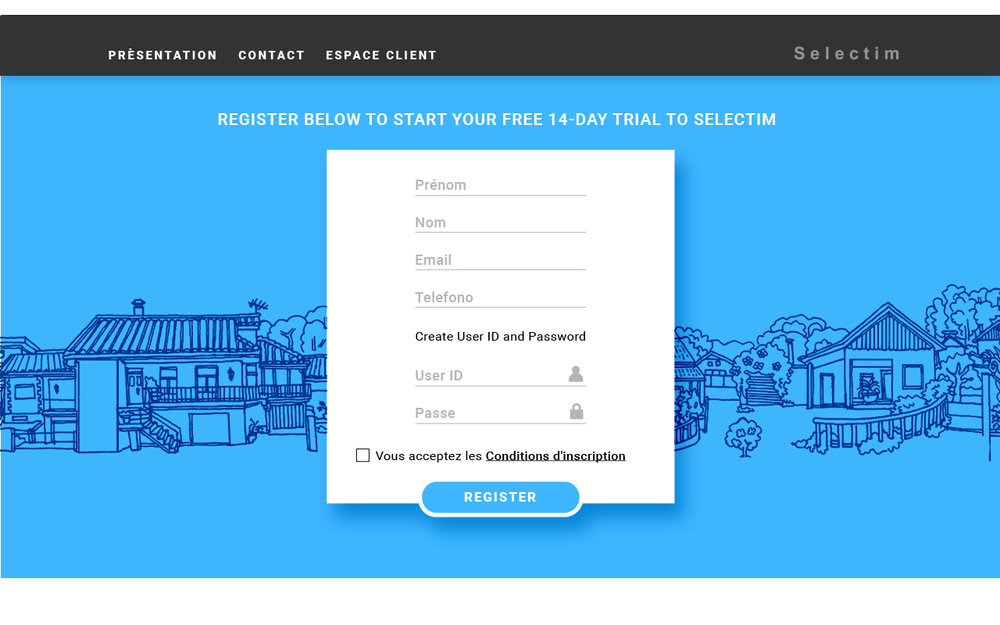 PRÈSENTATION CONTACT ESPACE CLIENT Selectim
REGISTER BELOW TO START YOUR FREE 14-DAY TRIAL TO SELECTIM
Prénom
Nom
Email
Telefono
Create User ID and Password
User ID
Passe
Vous acceptez les Conditions d'inscription
REGISTER